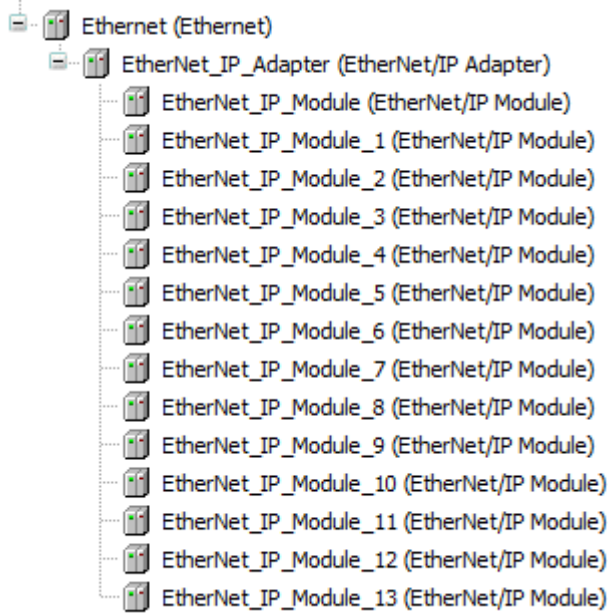 Ethernet (Ethernet)
EtherNet_IP_Adapter (EtherNet/IP Adapter)
EtherNet_IP_Module (EtherNet/IP Module)
EtherNet_IP_Module_1 (EtherNet/IP Module)
EtherNet_IP_Module_2 (EtherNet/IP Module)
EtherNet_IP_Module_3 (EtherNet/IP Module)
EtherNet_IP_Module_4 (EtherNet/IP Module)
EtherNet_IP_Module_5 (EtherNet/IP Module)
EtherNet_IP_Module_6 (EtherNet/IP Module)
EtherNet_IP_Module_7 (EtherNet/IP Module)
EtherNet_IP_Module_8 (EtherNet/IP Module)
EtherNet_IP_Module_9 (EtherNet/IP Module)
EtherNet_IP_Module_10 (EtherNet/IP Module)
EtherNet_IP_Module_11 (EtherNet/IP Module)
EtherNet_IP_Module_12 (EtherNet/IP Module)
EtherNet_IP_Module_13 (EtherNet/IP Module)